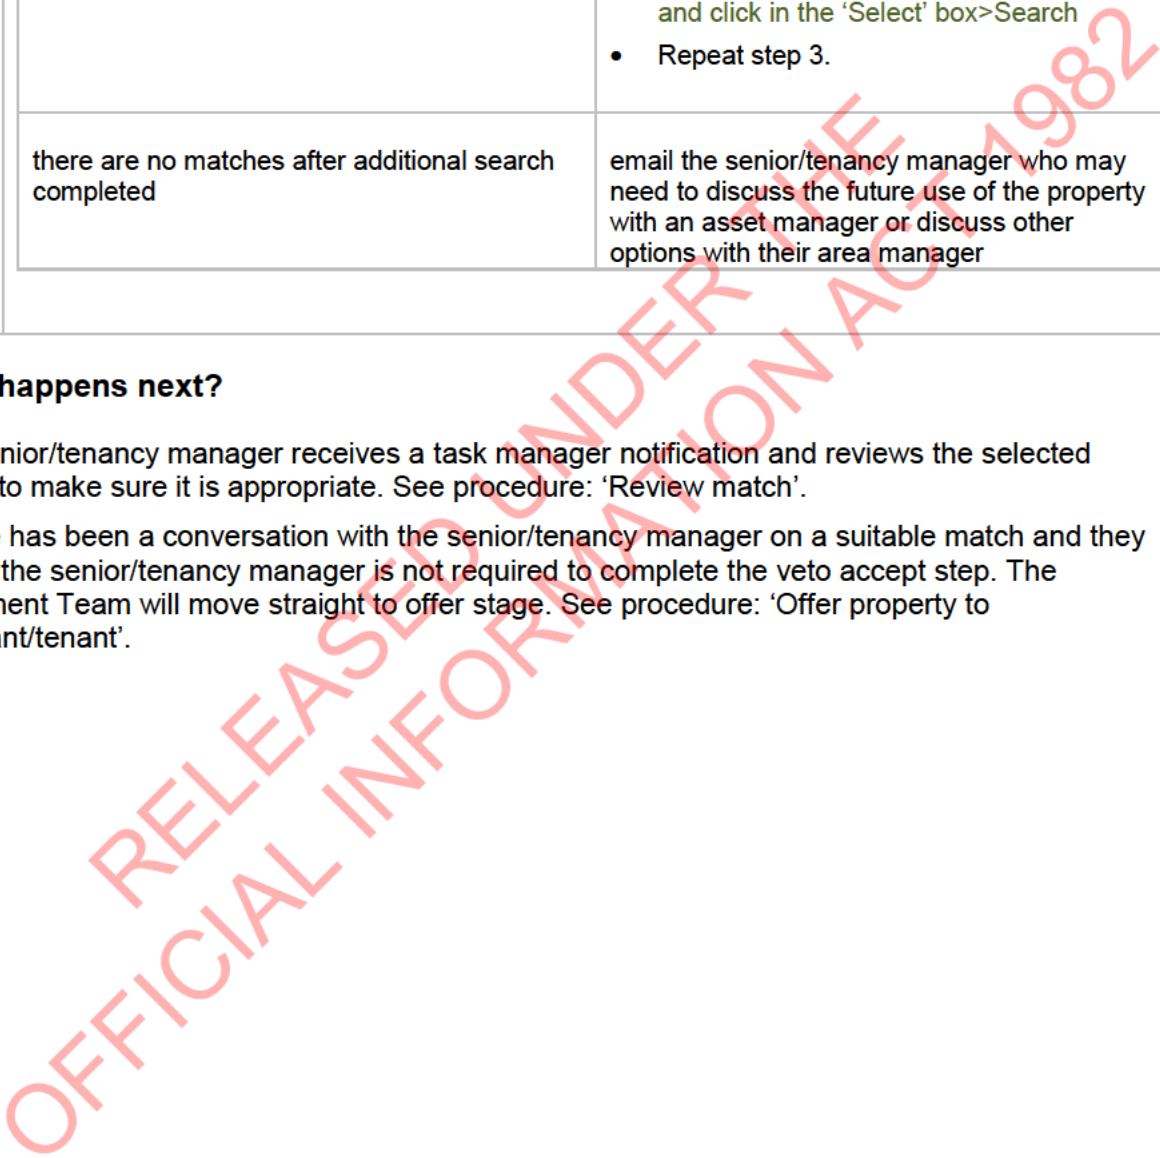 and click in the ‘Select’ box>Search
• Repeat step 3.
there are no matches after additional search
completed
email the senior/tenancy manager who may
need to discuss the future use of the property
with an asset manager or discuss other
options with their area manager
happens next?
nior/tenancy manager receives a task manager notification and reviews the selected
to make sure it is appropriate. See procedure: ‘Review match’.
has been a conversation with the senior/tenancy manager on a suitable match and they
the senior/tenancy manager is not required to complete the veto accept step. The
ent Team will move straight to offer stage. See procedure: ‘Offer property to
nt/tenant’.
RELEASED UNDER THE
OFFICIAL INFORMATION ACT 1982